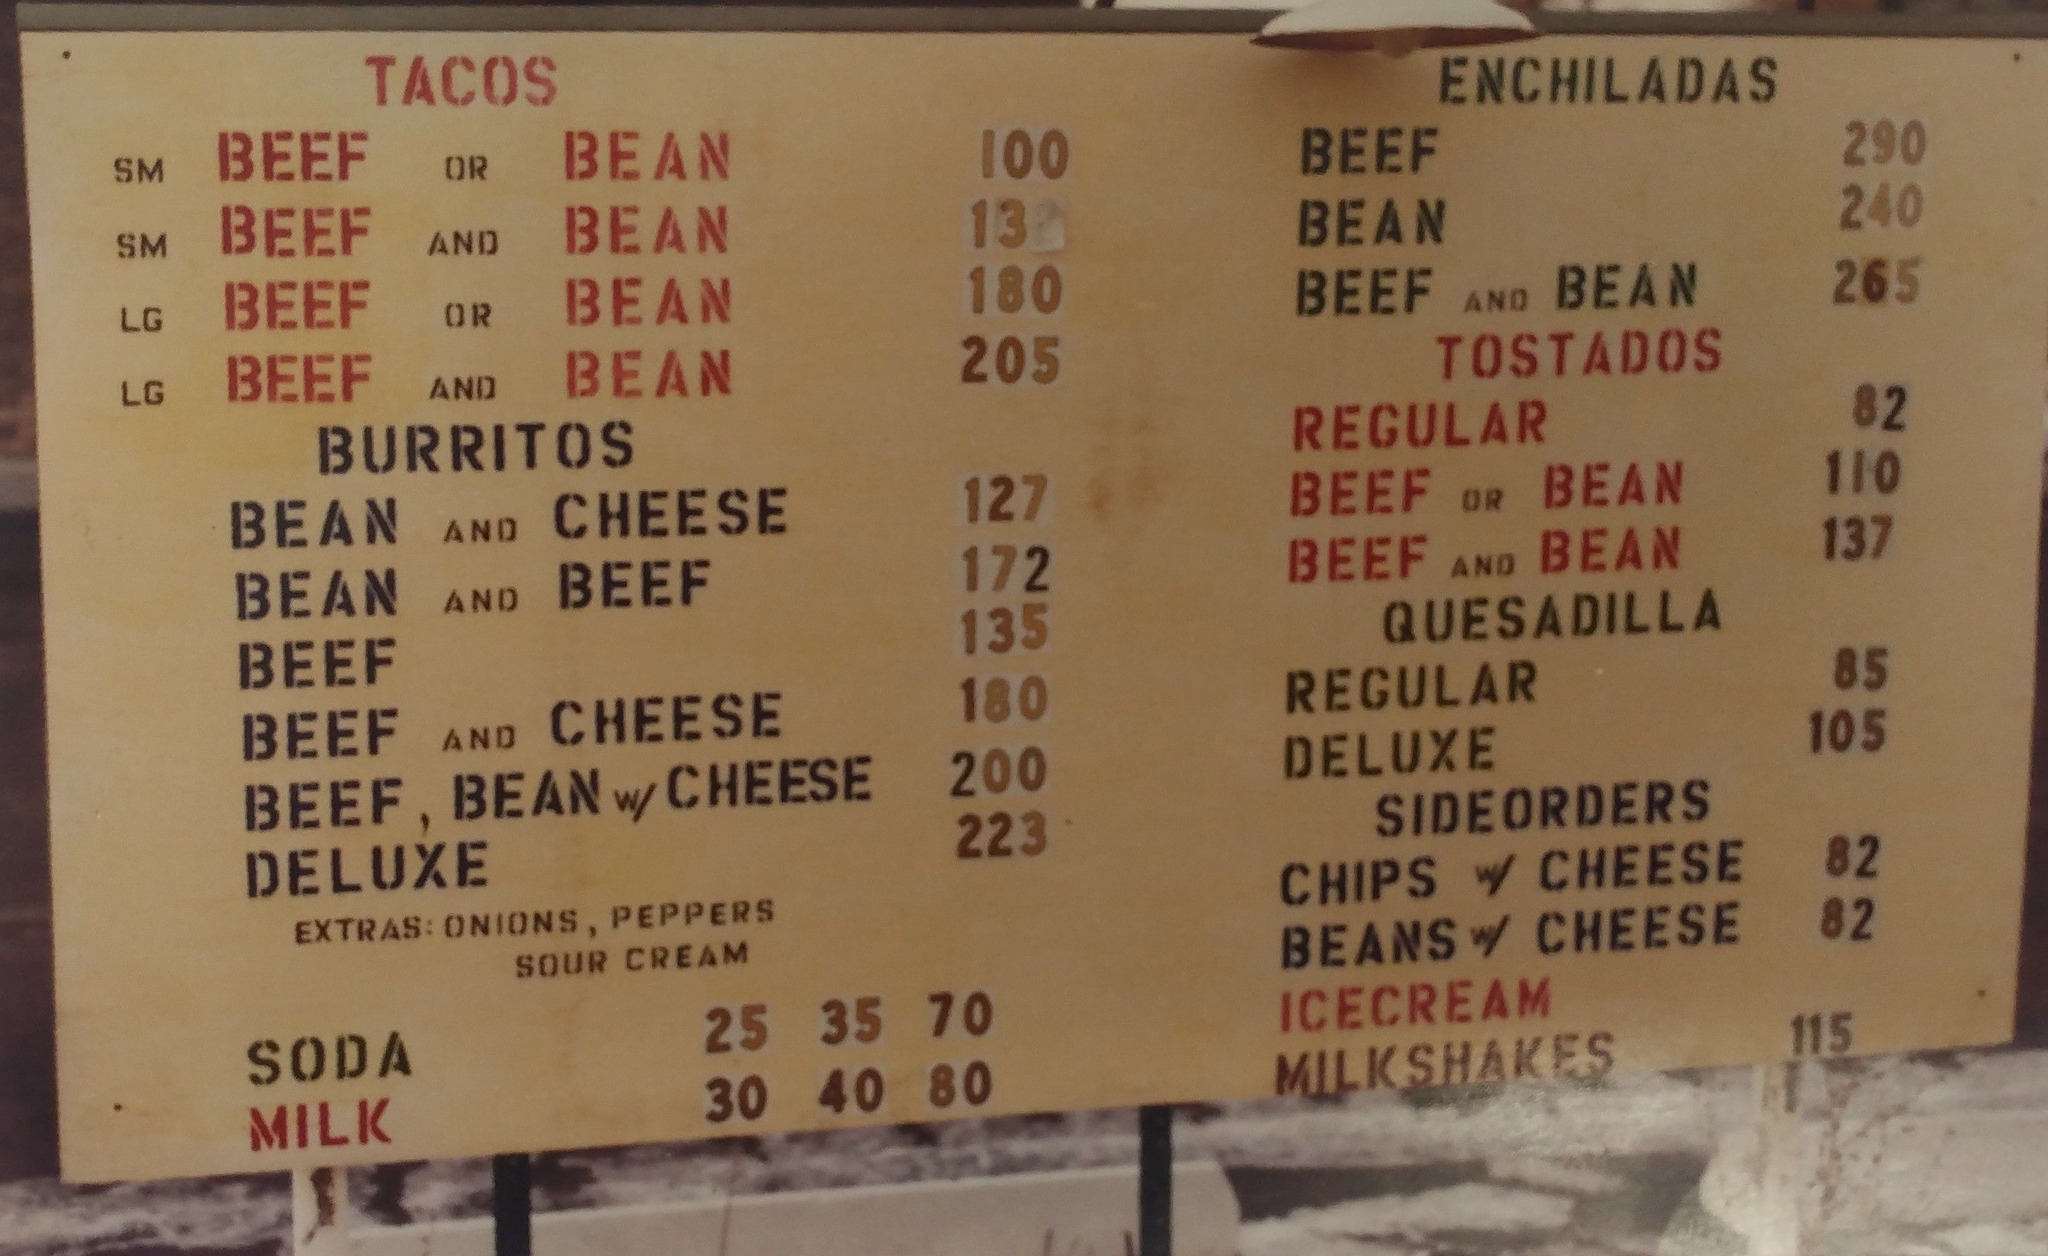 TACOS
SM BEEF OR BEAN 100
SM BEEF AND BEAN
LG BEEF OR BEAN 180
LG BEEF AND BEAN 205
BURRITOS
BEAN AND CHEESE 127
BEAN AND BEEF 172
BEEF 135
BEEF AND CHEESE 180
BEEF, BEAN W/ CHEESE 200
DELUXE 223
EXTRAS: ONIONS, PEPPERS
SOUR CREAM
SODA 25 35 70
MILK 30 40 80
ENCHILADAS
BEEF 290
BEAN 240
BEEF AND BEAN 265
TOSTADOS
REGULAR 82
BEEF OR BEAN 110
BEEF AND BEAN 137
QUESADILLA
REGULAR 85
DELUXE 105
SIDEORDERS
CHIPS W/ CHEESE 82
BEANS W/ CHEESE 82
ICECREAM
MILKSHAKES 115